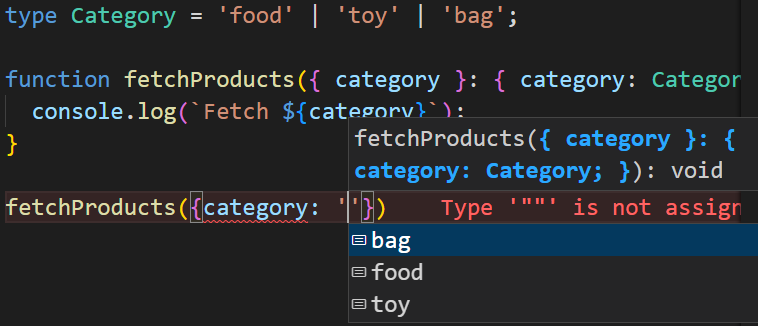 type Category = 'food' | 'toy' | 'bag';
function fetchProducts({ category }: { category: Categor
console.log(`Fetch ${category}`);
}
fetchProducts({ category }: {
category: Category; }): void
fetchProducts({category: ''}) Type '""' is not assign
bag
food
toy